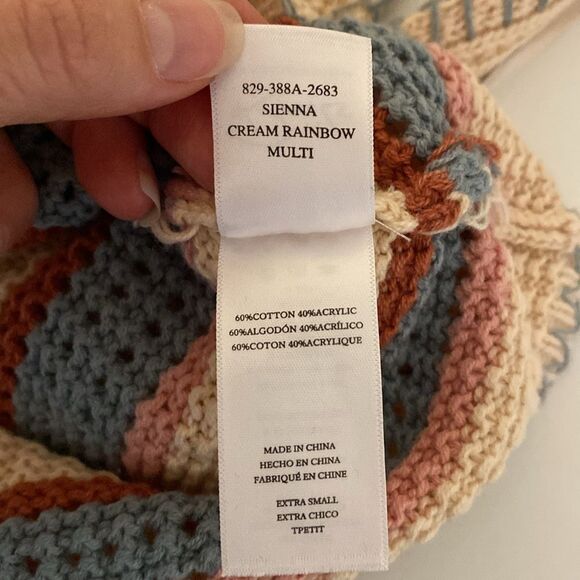 829-388A-2683
SIENNA
CREAM RAINBOW
MULTI
60%COTTON 40%ACRYLIC
60%ALGODÓN 40%ACRÍLICO
60%COTON 40%ACRYLIQUE
MADE IN CHINA
HECHO EN CHINA
FABRIQUÉ EN CHINE
EXTRA SMALL
EXTRA CHICO
TPETIT